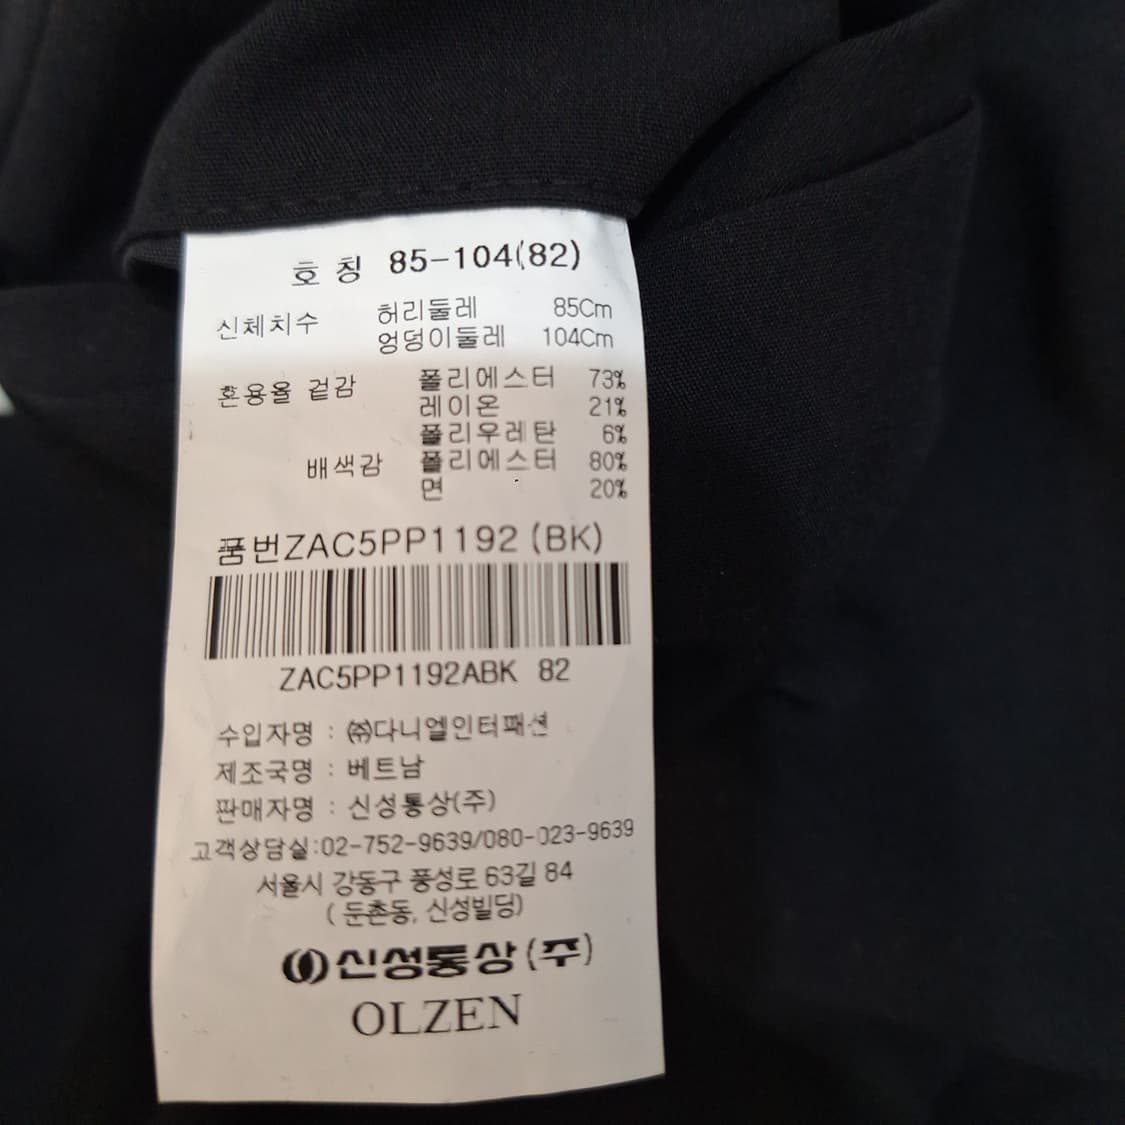 호 칭 85-104(82)
신체치수 허리둘레 85Cm
엉덩이둘레 104Cm
혼용율 겉감 폴리에스터 73%
레이온 21%
폴리우레탄 6%
배색감 폴리에스터 80%
면 20%
품번ZAC5PP1192 (BK)
ZAC5PP1192ABK 82
수입자명 : ㈜다니엘인터패션
제조국명 : 베트남
판매자명 : 신성통상(주)
고객상담실:02-752-9639/080-023-9639
서울시 강동구 풍성로 63길 84
( 둔촌동, 신성빌딩)
신성통상(주)
OLZEN